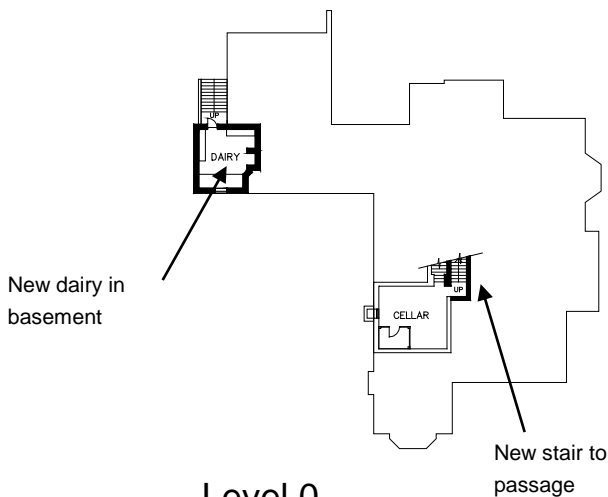 UP
DAIRY
New dairy in
basement
UP
CELLAR
New stair to
passage
Level 0